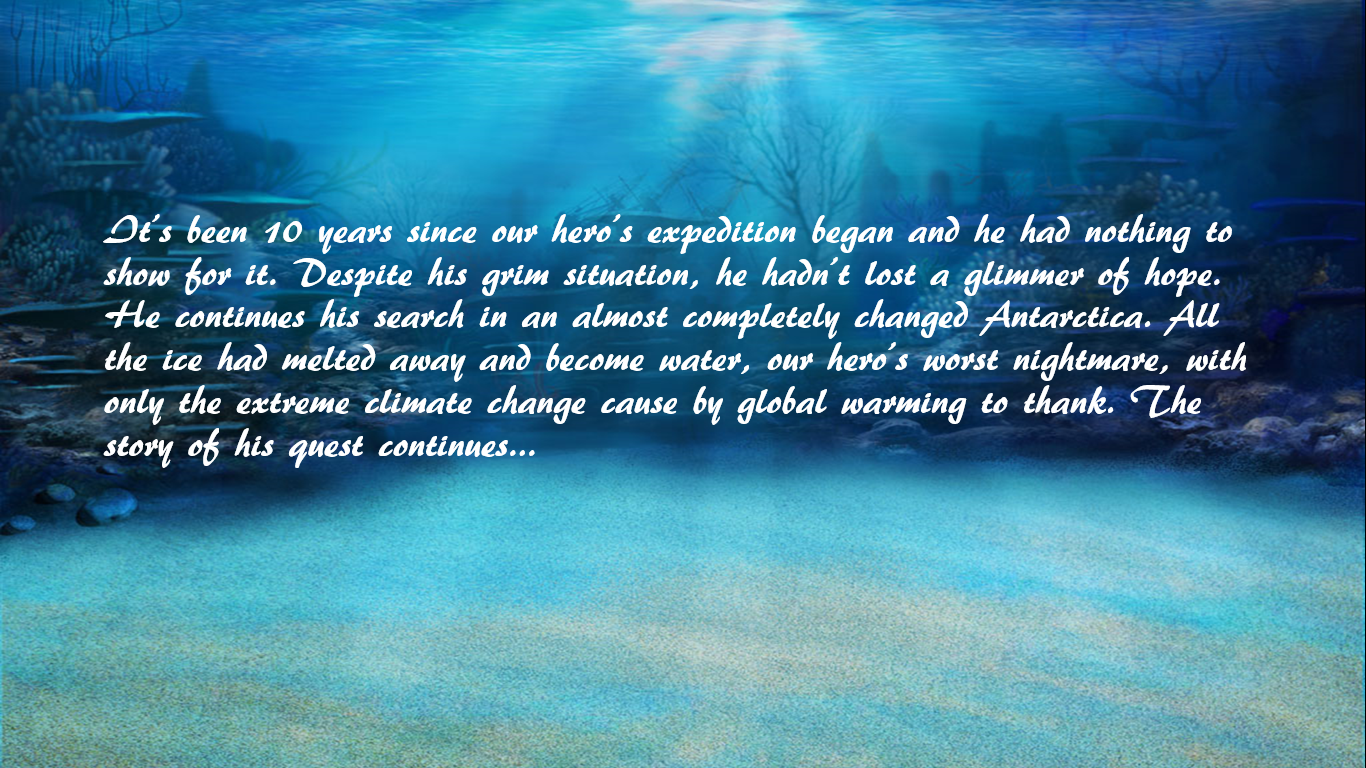 It's been 10 years since our hero's expedition began and he had nothing to
show for it. Despite his grim situation, he hadn't lost a glimmer of hope.
He continues his search in an almost completely changed Antarctica. All
the ice had melted away and become water, our hero's worst nightmare, with
only the extreme climate change cause by global warming to thank. The
story of his quest continues...